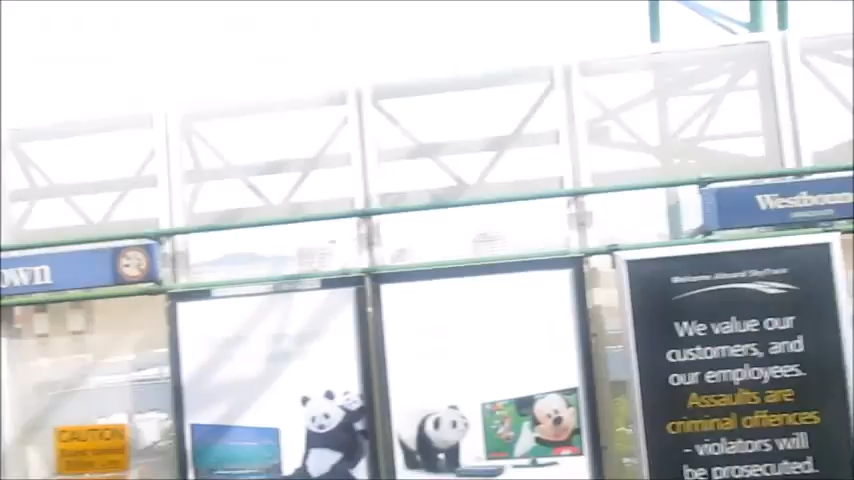 Westboun
own
Welcome Aboard SkyTrain
We value our
customers, and
our employees.
Assaults are
criminal offences
- violators will
be prosecuted.
CAUTION